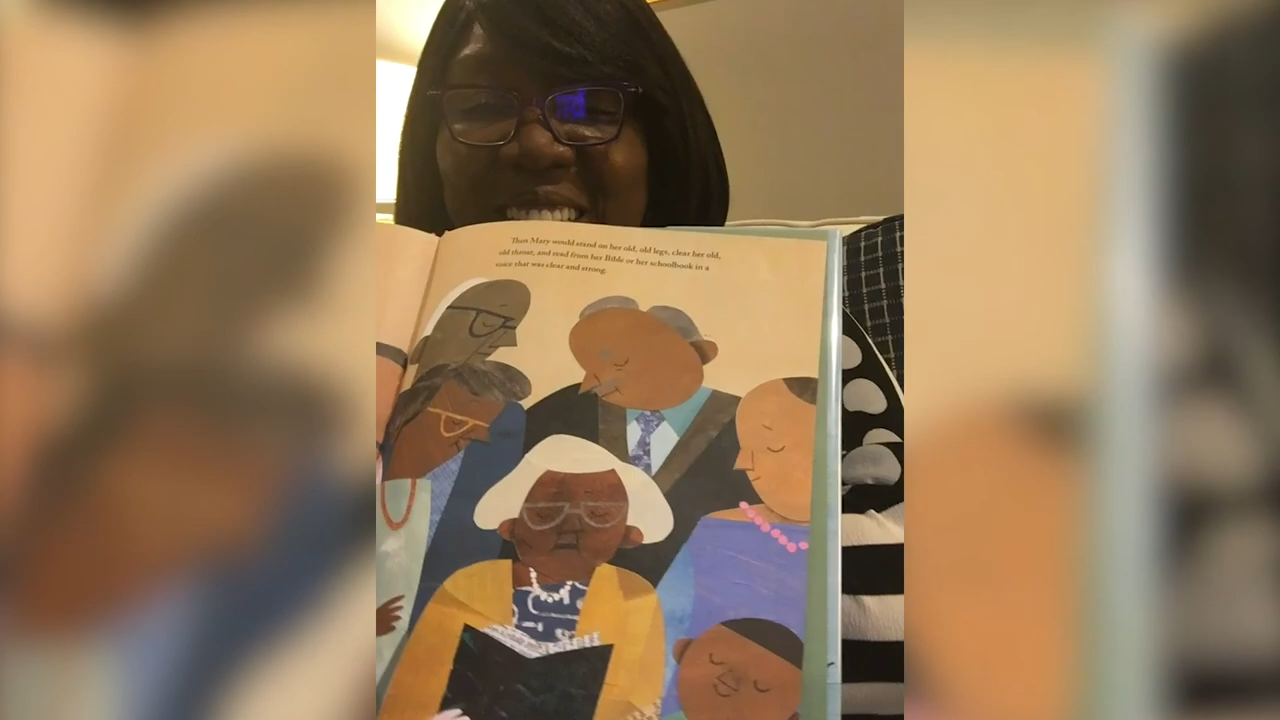 Then Mary would stand on her old, old legs, clear her old,
old throat, and read from her Bible or her schoolbook in a
voice that was clear and strong.